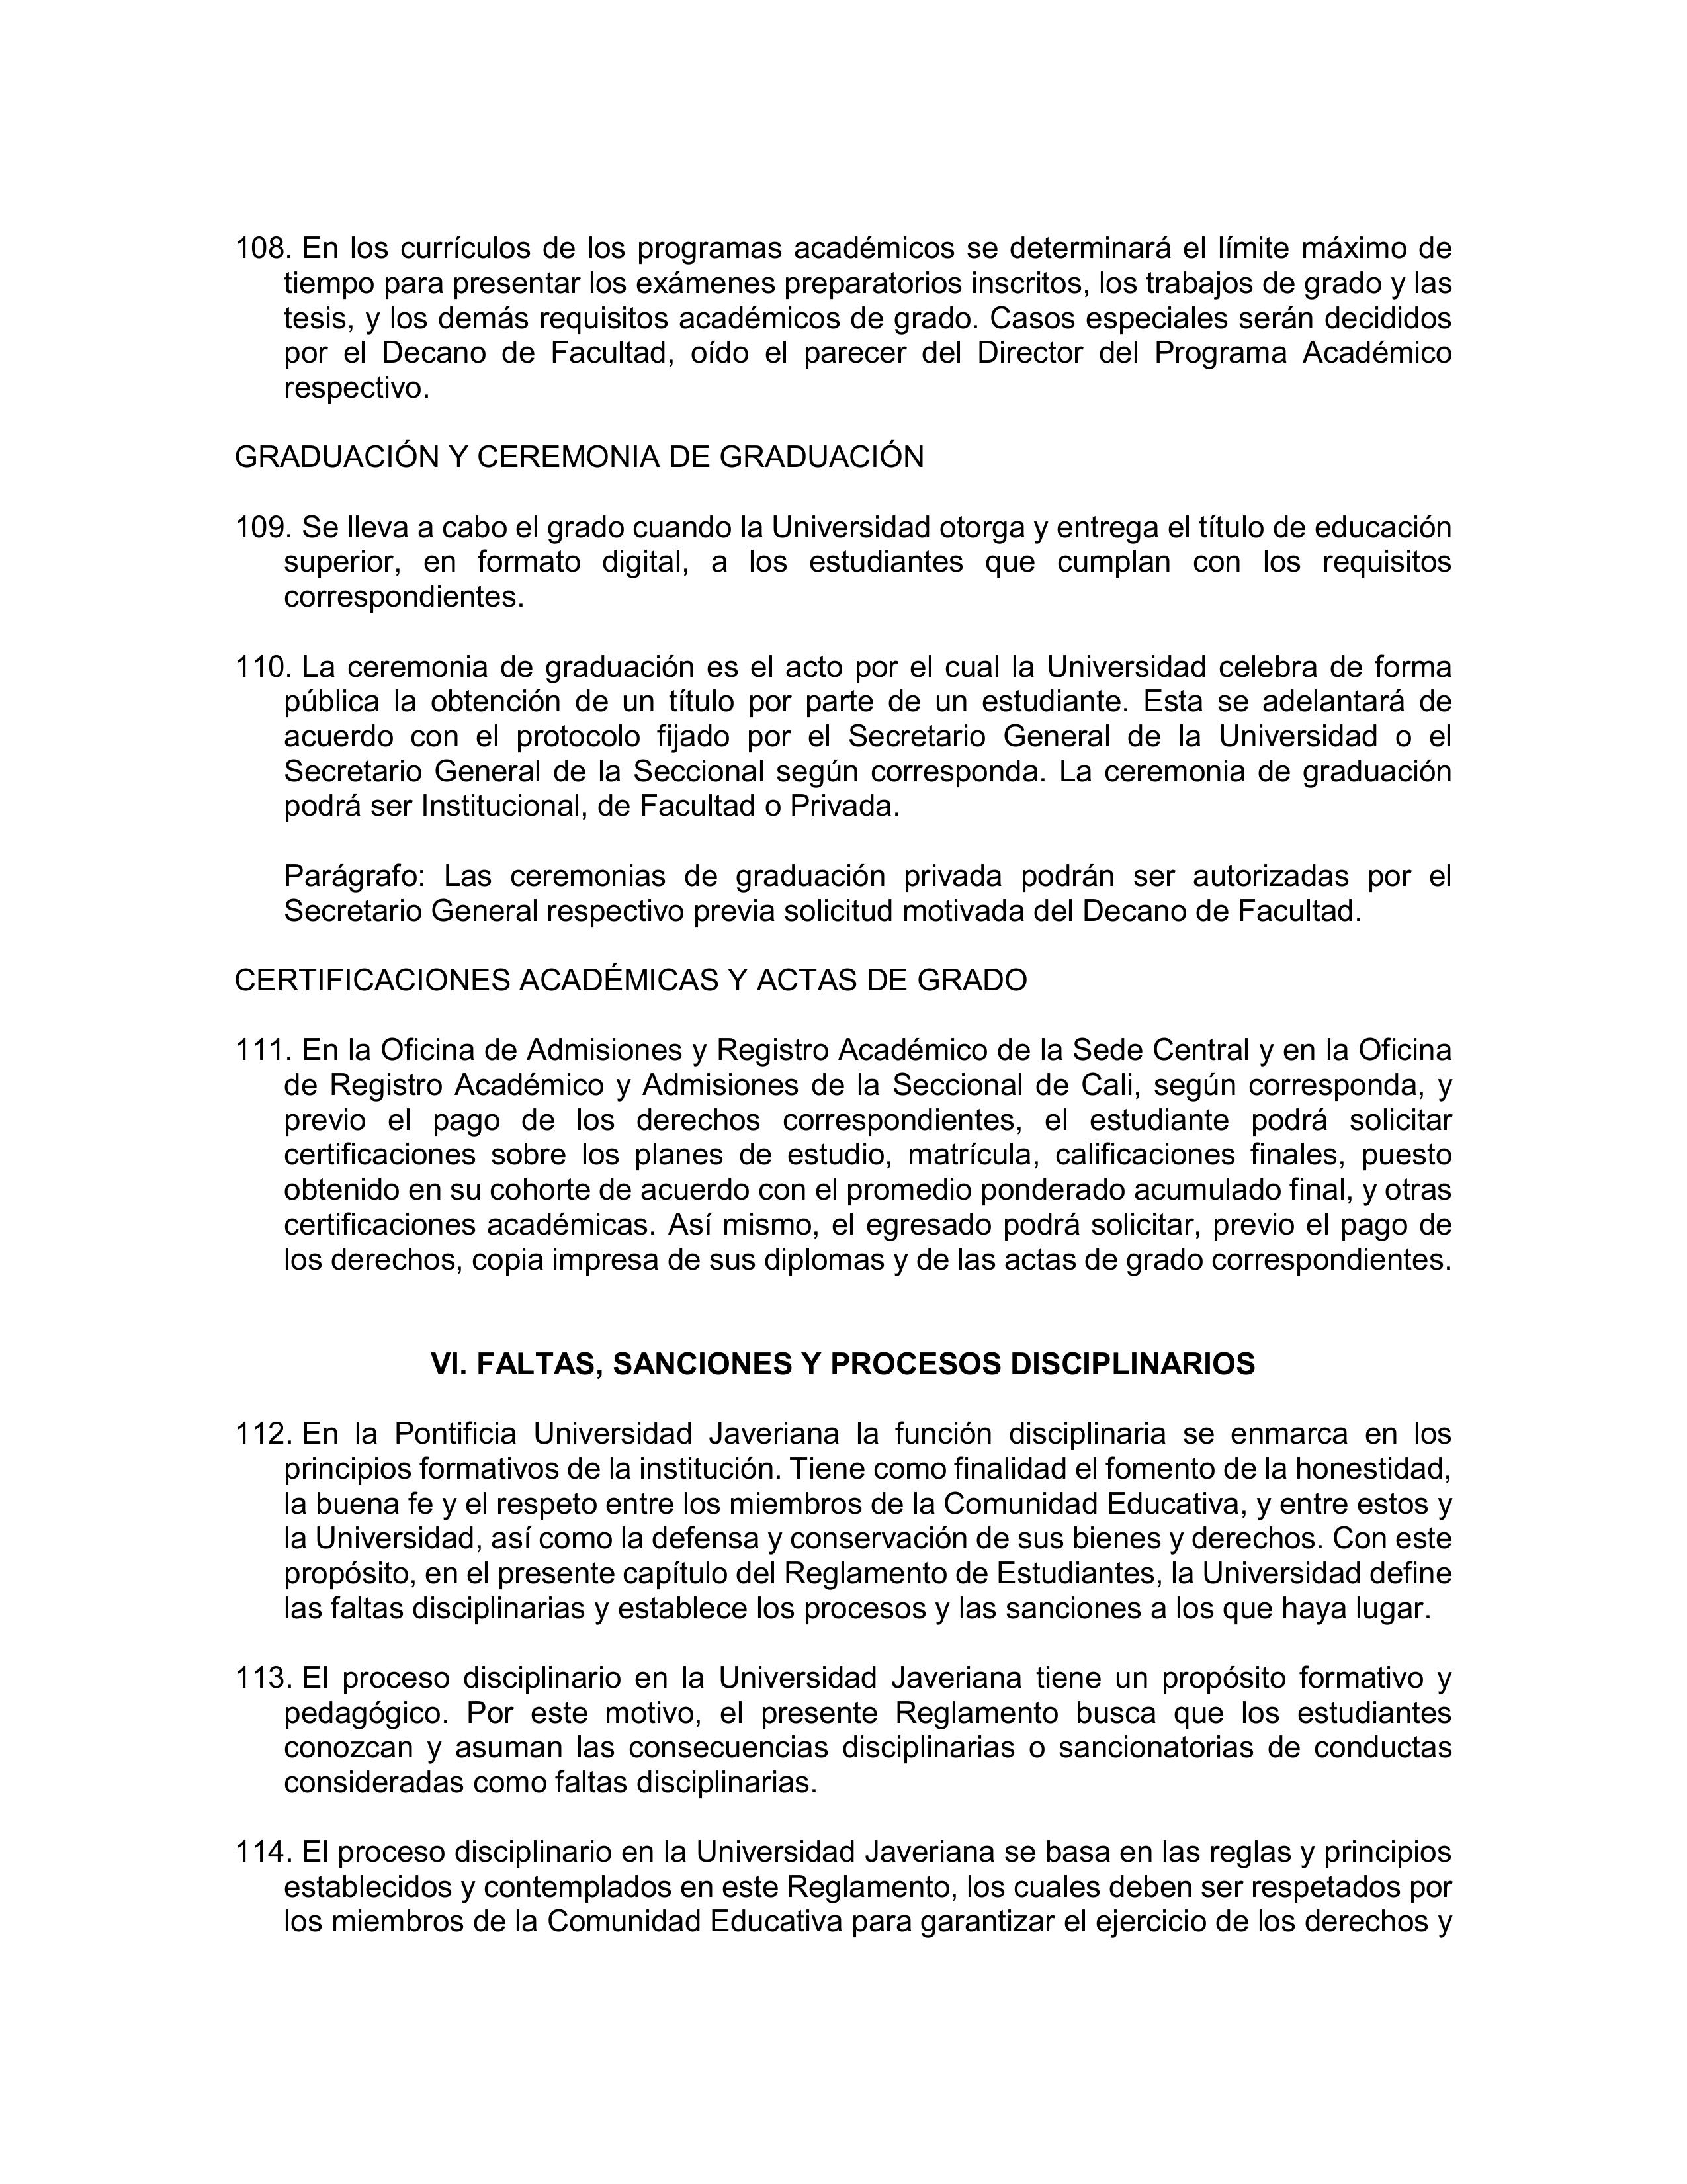 108. En los currículos de los programas académicos se determinará el límite máximo de
tiempo para presentar los exámenes preparatorios inscritos, los trabajos de grado y las
tesis, y los demás requisitos académicos de grado. Casos especiales serán decididos
por el Decano de Facultad, oído el parecer del Director del Programa Académico
respectivo.
GRADUACIÓN Y CEREMONIA DE GRADUACIÓN
109. Se lleva a cabo el grado cuando la Universidad otorga y entrega el título de educación
superior, en formato digital, a los estudiantes que cumplan con los requisitos
correspondientes.
110. La ceremonia de graduación es el acto por el cual la Universidad celebra de forma
pública la obtención de un título por parte de un estudiante. Esta se adelantará de
acuerdo con el protocolo fijado por el Secretario General de la Universidad o el
Secretario General de la Seccional según corresponda. La ceremonia de graduación
podrá ser Institucional, de Facultad o Privada.
Parágrafo: Las ceremonias de graduación privada podrán ser autorizadas por el
Secretario General respectivo previa solicitud motivada del Decano de Facultad.
CERTIFICACIONES ACADÉMICAS Y ACTAS DE GRADO
111. En la Oficina de Admisiones y Registro Académico de la Sede Central y en la Oficina
de Registro Académico y Admisiones de la Seccional de Cali, según corresponda, y
previo el pago de los derechos correspondientes, el estudiante podrá solicitar
certificaciones sobre los planes de estudio, matrícula, calificaciones finales, puesto
obtenido en su cohorte de acuerdo con el promedio ponderado acumulado final, y otras
certificaciones académicas. Así mismo, el egresado podrá solicitar, previo el pago de
los derechos, copia impresa de sus diplomas y de las actas de grado correspondientes.
VI. FALTAS, SANCIONES Y PROCESOS DISCIPLINARIOS
112. En la Pontificia Universidad Javeriana la función disciplinaria se enmarca en los
principios formativos de la institución. Tiene como finalidad el fomento de la honestidad,
la buena fe y el respeto entre los miembros de la Comunidad Educativa, y entre estos y
la Universidad, así como la defensa y conservación de sus bienes y derechos. Con este
propósito, en el presente capítulo del Reglamento de Estudiantes, la Universidad define
las faltas disciplinarias y establece los procesos y las sanciones a los que haya lugar.
113. El proceso disciplinario en la Universidad Javeriana tiene un propósito formativo y
pedagógico. Por este motivo, el presente Reglamento busca que los estudiantes
conozcan y asuman las consecuencias disciplinarias o sancionatorias de conductas
consideradas como faltas disciplinarias.
114. El proceso disciplinario en la Universidad Javeriana se basa en las reglas y principios
establecidos y contemplados en este Reglamento, los cuales deben ser respetados por
los miembros de la Comunidad Educativa para garantizar el ejercicio de los derechos y